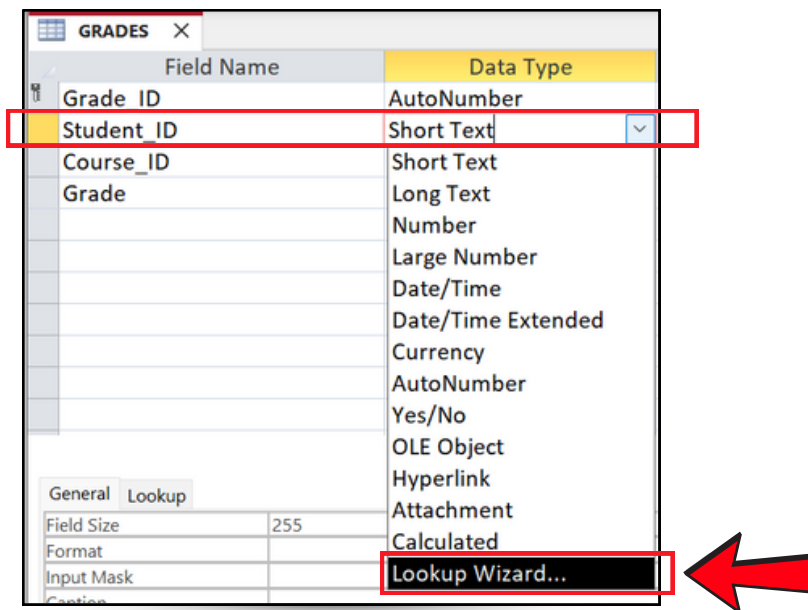 GRADES
Field Name Data Type
Grade_ID AutoNumber
Student_ID Short Text
Course_ID Short Text
Grade Long Text
Number
Large Number
Date/Time
Date/Time Extended
Currency
AutoNumber
Yes/No
OLE Object
Hyperlink
Attachment
Calculated
Lookup Wizard...
General Lookup
Field Size 255
Format
Input Mask
Caption